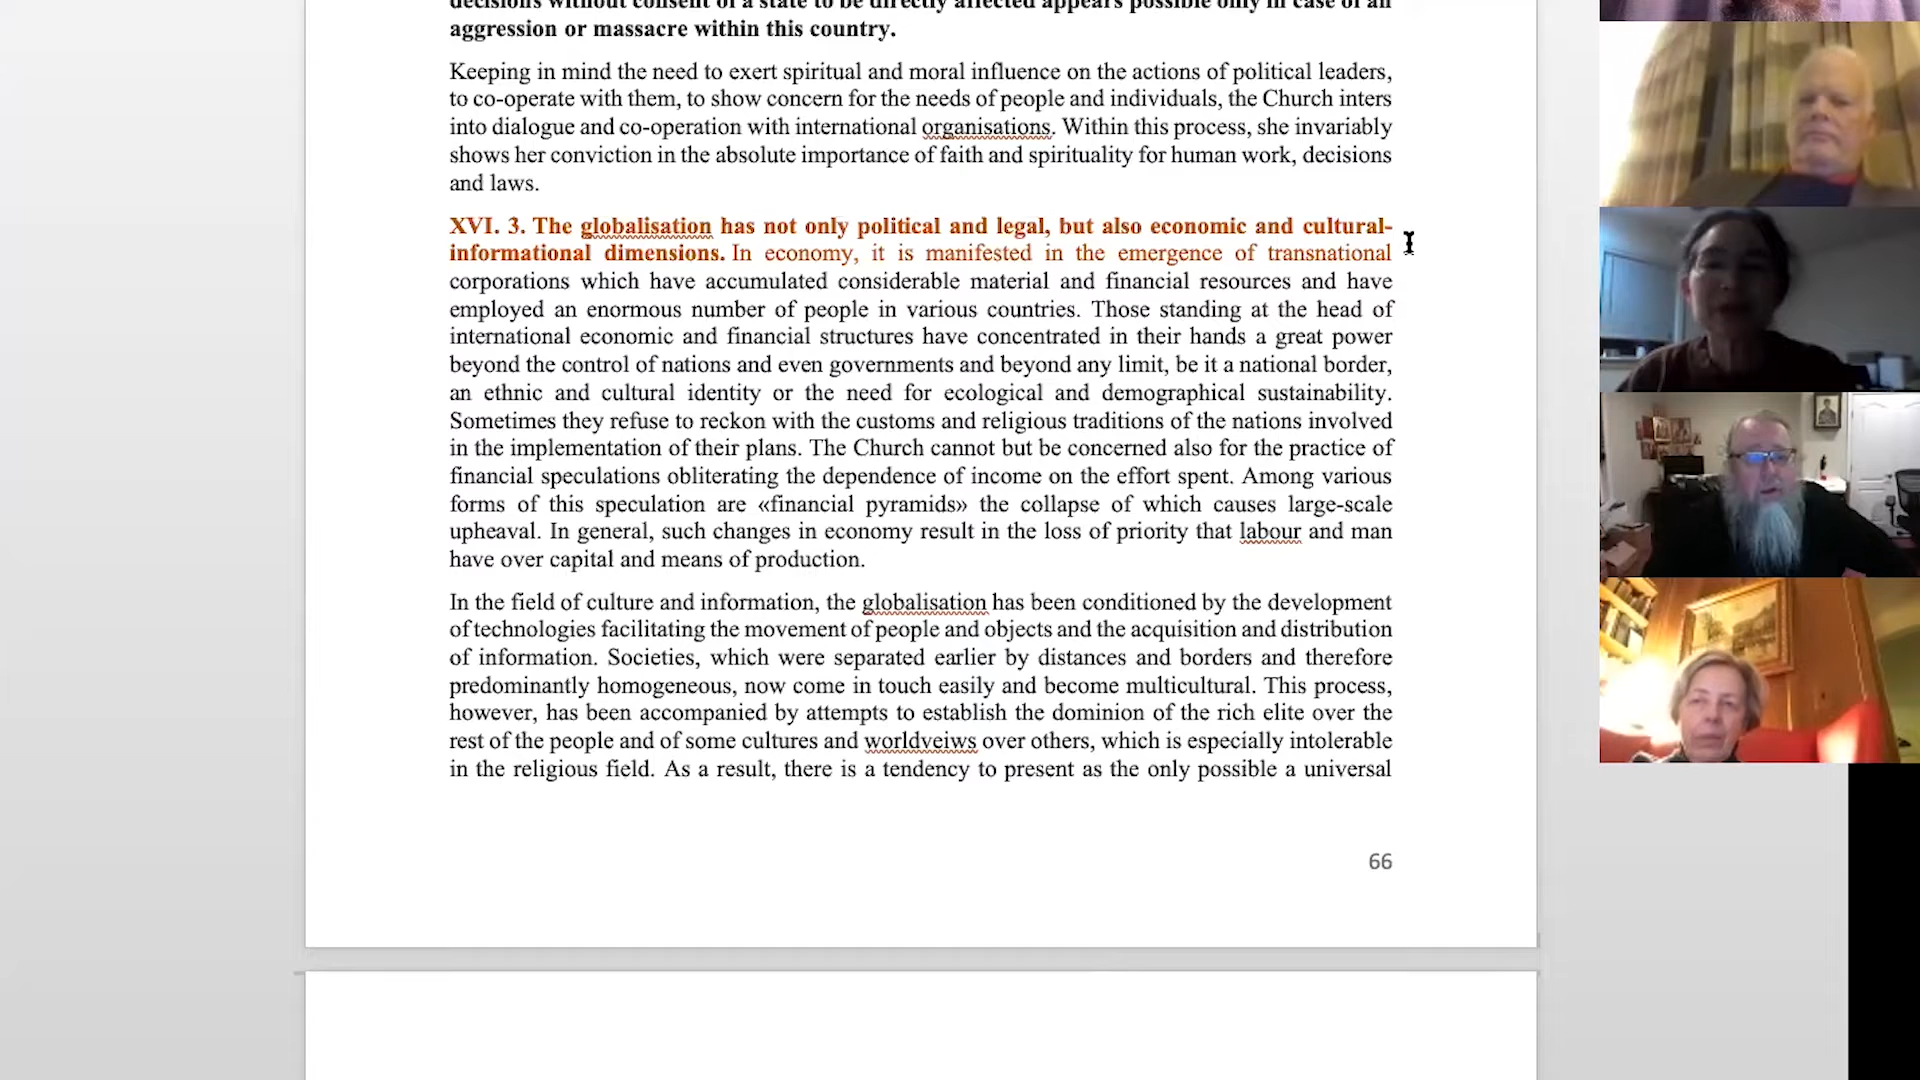 decisions without consent of a state to be directly affected appears possible only in case of an
aggression or massacre within this country.
Keeping in mind the need to exert spiritual and moral influence on the actions of political leaders,
to co-operate with them, to show concern for the needs of people and individuals, the Church inters
into dialogue and co-operation with international organisations. Within this process, she invariably
shows her conviction in the absolute importance of faith and spirituality for human work, decisions
and laws.
XVI. 3. The globalisation has not only political and legal, but also economic and cultural-
informational dimensions. In economy, it is manifested in the emergence of transnational
corporations which have accumulated considerable material and financial resources and have
employed an enormous number of people in various countries. Those standing at the head of
international economic and financial structures have concentrated in their hands a great power
beyond the control of nations and even governments and beyond any limit, be it a national border,
an ethnic and cultural identity or the need for ecological and demographical sustainability.
Sometimes they refuse to reckon with the customs and religious traditions of the nations involved
in the implementation of their plans. The Church cannot but be concerned also for the practice of
financial speculations obliterating the dependence of income on the effort spent. Among various
forms of this speculation are «financial pyramids» the collapse of which causes large-scale
upheaval. In general, such changes in economy result in the loss of priority that labour and man
have over capital and means of production.
In the field of culture and information, the globalisation has been conditioned by the development
of technologies facilitating the movement of people and objects and the acquisition and distribution
of information. Societies, which were separated earlier by distances and borders and therefore
predominantly homogeneous, now come in touch easily and become multicultural. This process,
however, has been accompanied by attempts to establish the dominion of the rich elite over the
rest of the people and of some cultures and worldveiws over others, which is especially intolerable
in the religious field. As a result, there is a tendency to present as the only possible a universal
66